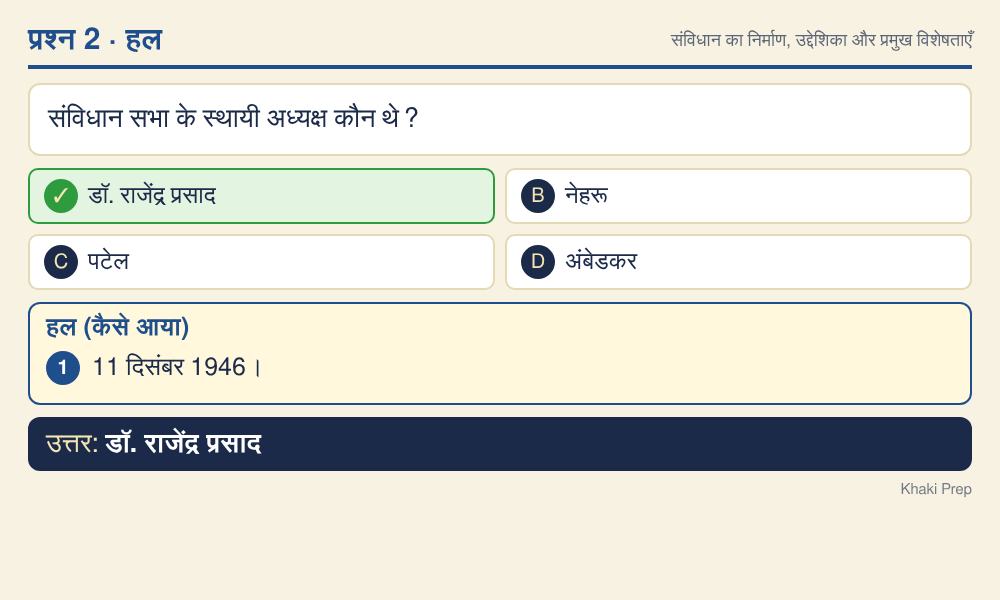 प्रश्न 2 · हल
संविधान का निर्माण, उद्देशिका और प्रमुख विशेषताएँ
संविधान सभा के स्थायी अध्यक्ष कौन थे ?
✓ डॉ. राजेंद्र प्रसाद
B नेहरू
C पटेल
D अंबेडकर
हल (कैसे आया)
1 11 दिसंबर 1946।
उत्तर: डॉ. राजेंद्र प्रसाद
Khaki Prep